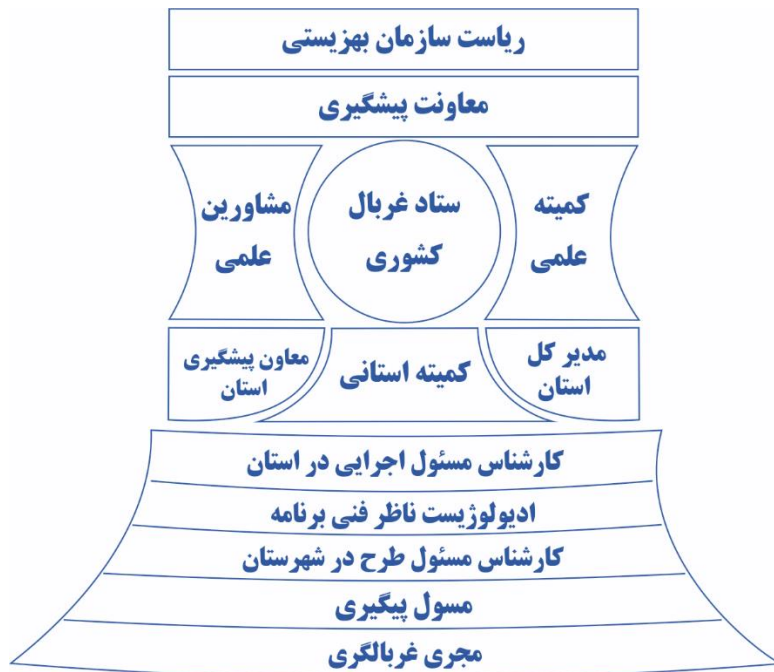 ریاست سازمان بهزیستی
معاونت پیشگیری
کمیته
علمی
ستاد غربال
کشوری
مشاورین
علمی
مدیر کل
استان
کمیته استانی
معاون پیشگیری
استان
کارشناس مسئول اجرایی در استان
ادیولوژیست ناظر فنی برنامه
کارشناس مسئول طرح در شهرستان
مسول پیگیری
مجری غربالگری